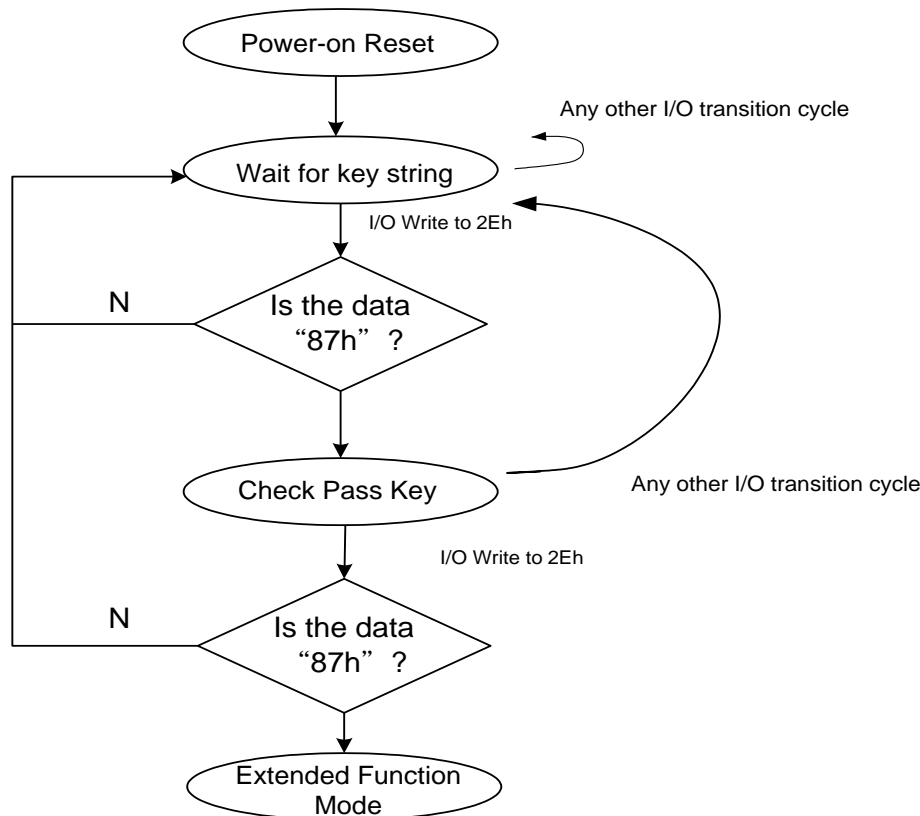 Power-on Reset
Any other I/O transition cycle
Wait for key string
I/O Write to 2Eh
N
Is the data
“87h” ?
Check Pass Key
Any other I/O transition cycle
I/O Write to 2Eh
N
Is the data
“87h” ?
Extended Function
Mode